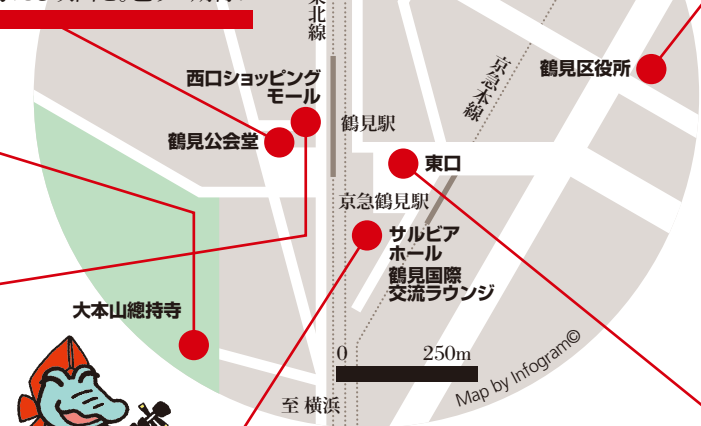 北線
京急本線
鶴見区役所
西口ショッピング
モール
鶴見駅
鶴見公会堂
東口
京急鶴見駅
サルビア
ホール
鶴見国際
交流ラウンジ
大本山總持寺
0 250m
Map by Infogram©
至 横浜